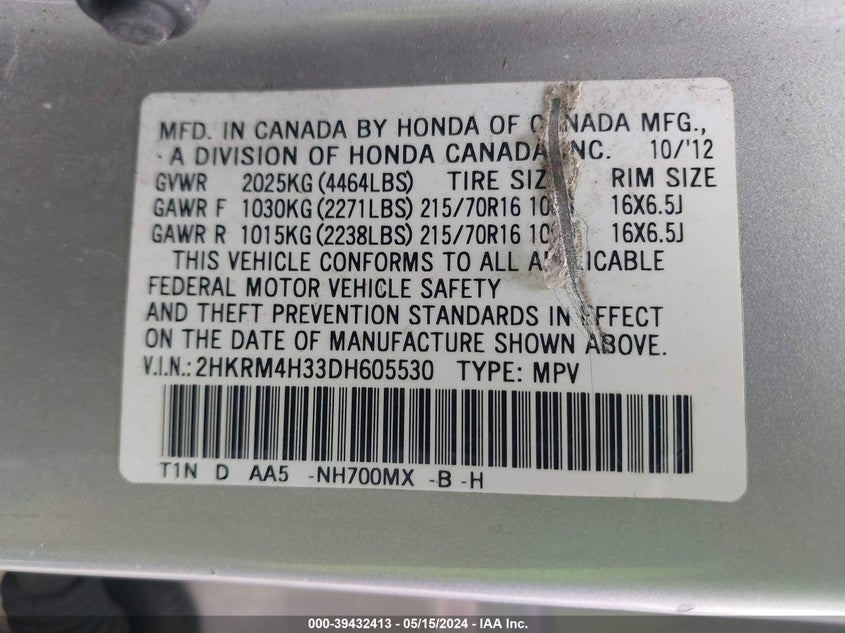 MFD. IN CANADA BY HONDA OF CANADA MFG.,
A DIVISION OF HONDA CANADA INC. 10/'12
GVWR 2025KG (4464LBS) TIRE SIZE RIM SIZE
GAWR F 1030KG (2271LBS) 215/70R16 16X6.5J
GAWR R 1015KG (2238LBS) 215/70R16 16X6.5J
THIS VEHICLE CONFORMS TO ALL APPLICABLE
FEDERAL MOTOR VEHICLE SAFETY
AND THEFT PREVENTION STANDARDS IN EFFECT
ON THE DATE OF MANUFACTURE SHOWN ABOVE.
V.I.N.: 2HKRM4H33DH605530 TYPE: MPV
T1N D AA5 -NH700MX -B -H
000-39432413 - 05/15/2024 - IAA Inc.